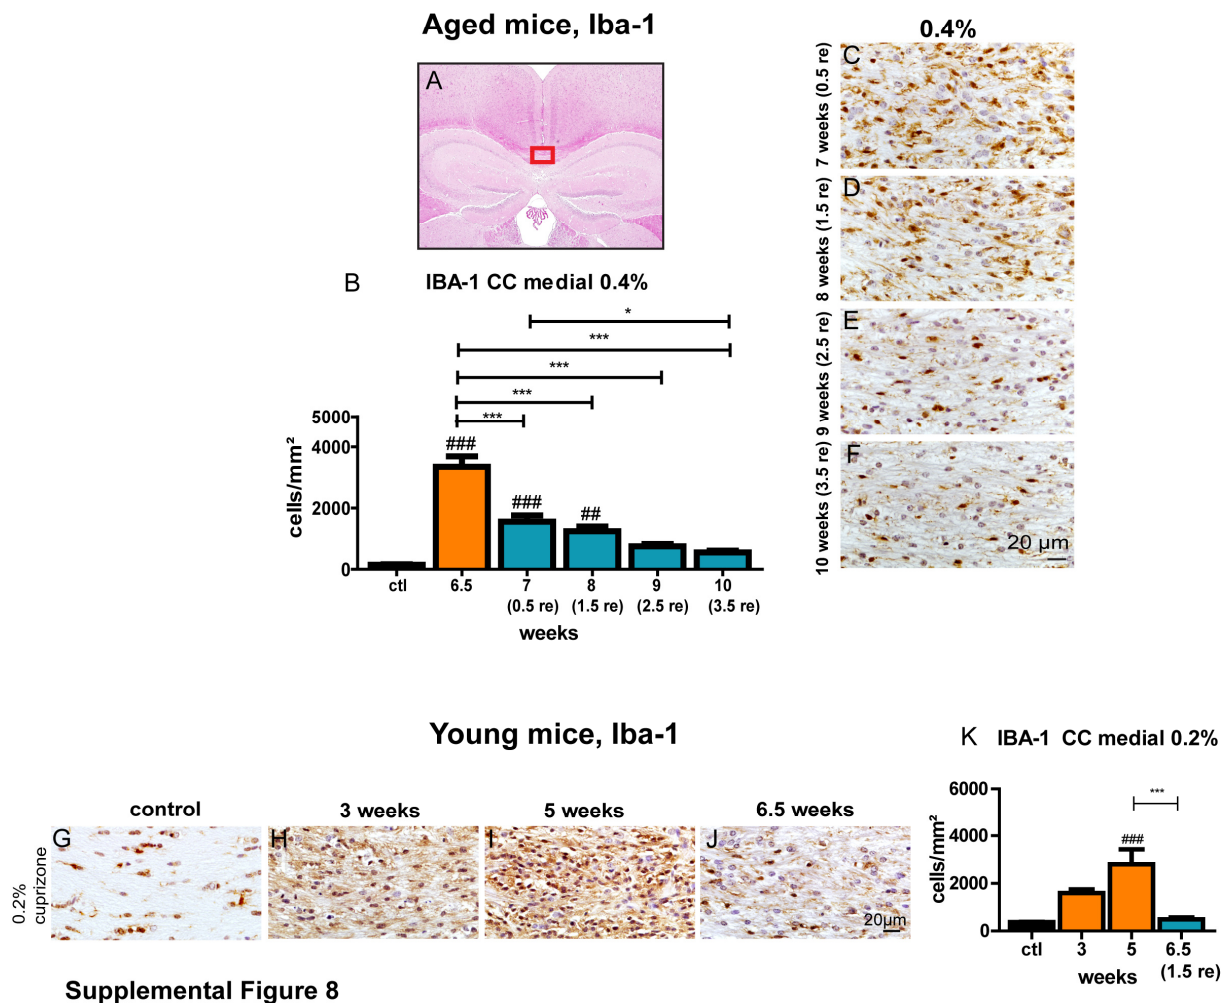 Aged mice, Iba-1
0.4%
A
C
7 weeks (0.5 re)
D
8 weeks (1.5 re)
E
9 weeks (2.5 re)
F
10 weeks (3.5 re)
20 µm
B
IBA-1 CC medial 0.4%
*
***
***
***
***
5000
4000
2000
0
cells/mm²
###
###
##
ctl
6.5
7
8
9
10
(0.5 re)
(1.5 re)
(2.5 re)
(3.5 re)
weeks
Young mice, Iba-1
control
3 weeks
5 weeks
6.5 weeks
0.2%
cuprizone
G
H
I
J
20µm
K
IBA-1 CC medial 0.2%
6000
4000
2000
0
cells/mm²
***
###
ctl
3
5
6.5
(1.5 re)
weeks
Supplemental Figure 8